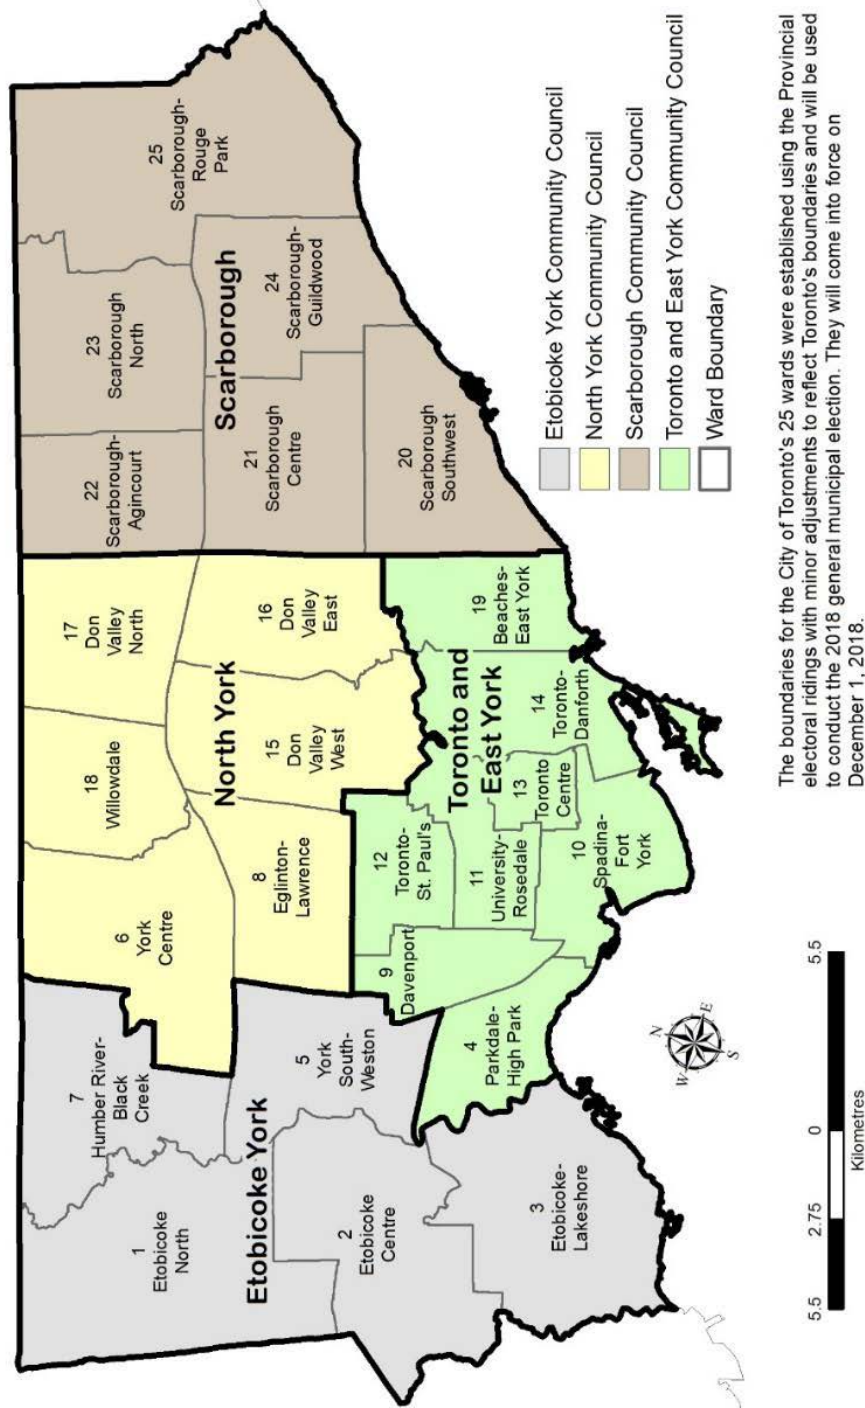 1
Etobicoke
North
7
Humber River-
Black
Creek
Etobicoke York
2
Etobicoke
Centre
5
York
South-
Weston
3
Etobicoke-
Lakeshore
6
York
Centre
18
Willowdale
17
Don
Valley
North
North York
8
Eglinton-
Lawrence
15
Don
Valley
West
16
Don
Valley
East
22
Scarborough-
Agincourt
23
Scarborough
North
25
Scarborough-
Rouge
Park
Scarborough
21
Scarborough
Centre
24
Scarborough-
Guildwood
20
Scarborough
Southwest
9
Davenport
12
Toronto-
St. Paul's
Toronto and
East York
4
Parkdale-
High Park
11
University-
Rosedale
13
Toronto
Centre
14
Toronto-
Danforth
19
Beaches-
East York
10
Spadina-
Fort
York
N
W
E
S
5.5 2.75 0 5.5
Kilometres
Etobicoke York Community Council
North York Community Council
Scarborough Community Council
Toronto and East York Community Council
Ward Boundary
The boundaries for the City of Toronto's 25 wards were established using the Provincial
electoral ridings with minor adjustments to reflect Toronto's boundaries and will be used
to conduct the 2018 general municipal election. They will come into force on
December 1, 2018.